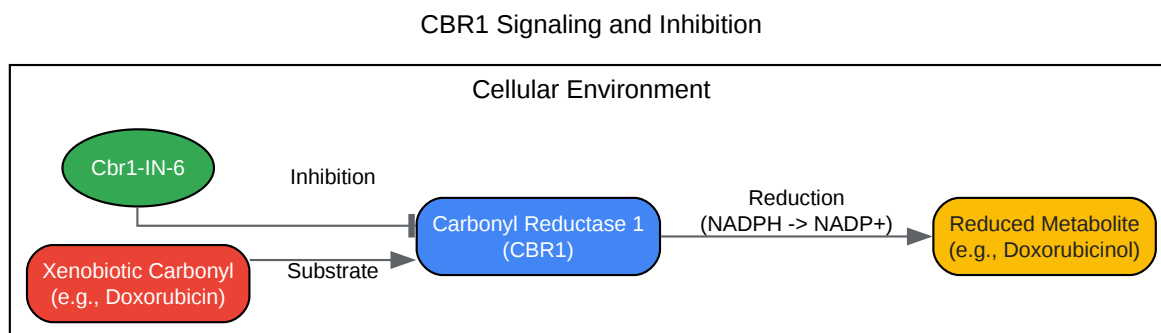 CBR1 Signaling and Inhibition
Cellular Environment
Cbr1-IN-6
Inhibition
Carbonyl Reductase 1
(CBR1)
Reduction
(NADPH -> NADP+)
Reduced Metabolite
(e.g., Doxorubicinol)
Xenobiotic Carbonyl
(e.g., Doxorubicin)
Substrate